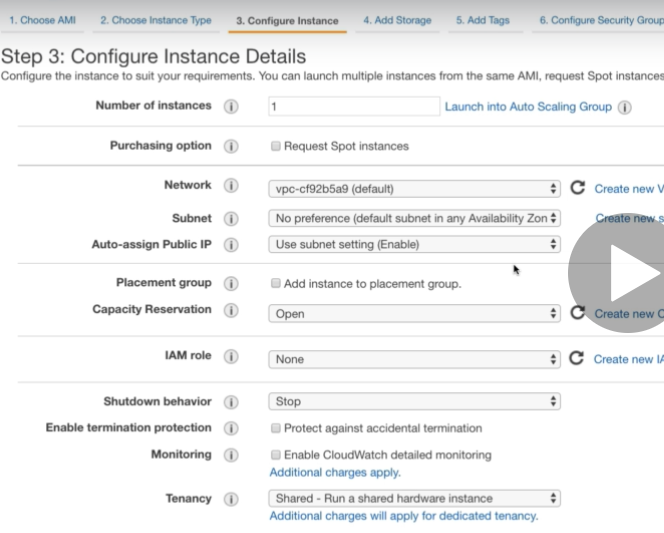 1. Choose AMI 2. Choose Instance Type 3. Configure Instance 4. Add Storage 5. Add Tags 6. Configure Security Group
Step 3: Configure Instance Details
Configure the instance to suit your requirements. You can launch multiple instances from the same AMI, request Spot instances
Number of instances 1 Launch into Auto Scaling Group
Purchasing option Request Spot instances
Network vpc-cf92b5a9 (default) Create new V
Subnet No preference (default subnet in any Availability Zon Create new s
Auto-assign Public IP Use subnet setting (Enable)
Placement group Add instance to placement group.
Capacity Reservation Open Create new C
IAM role None Create new IA
Shutdown behavior Stop
Enable termination protection Protect against accidental termination
Monitoring Enable CloudWatch detailed monitoring
Additional charges apply.
Tenancy Shared - Run a shared hardware instance
Additional charges will apply for dedicated tenancy.